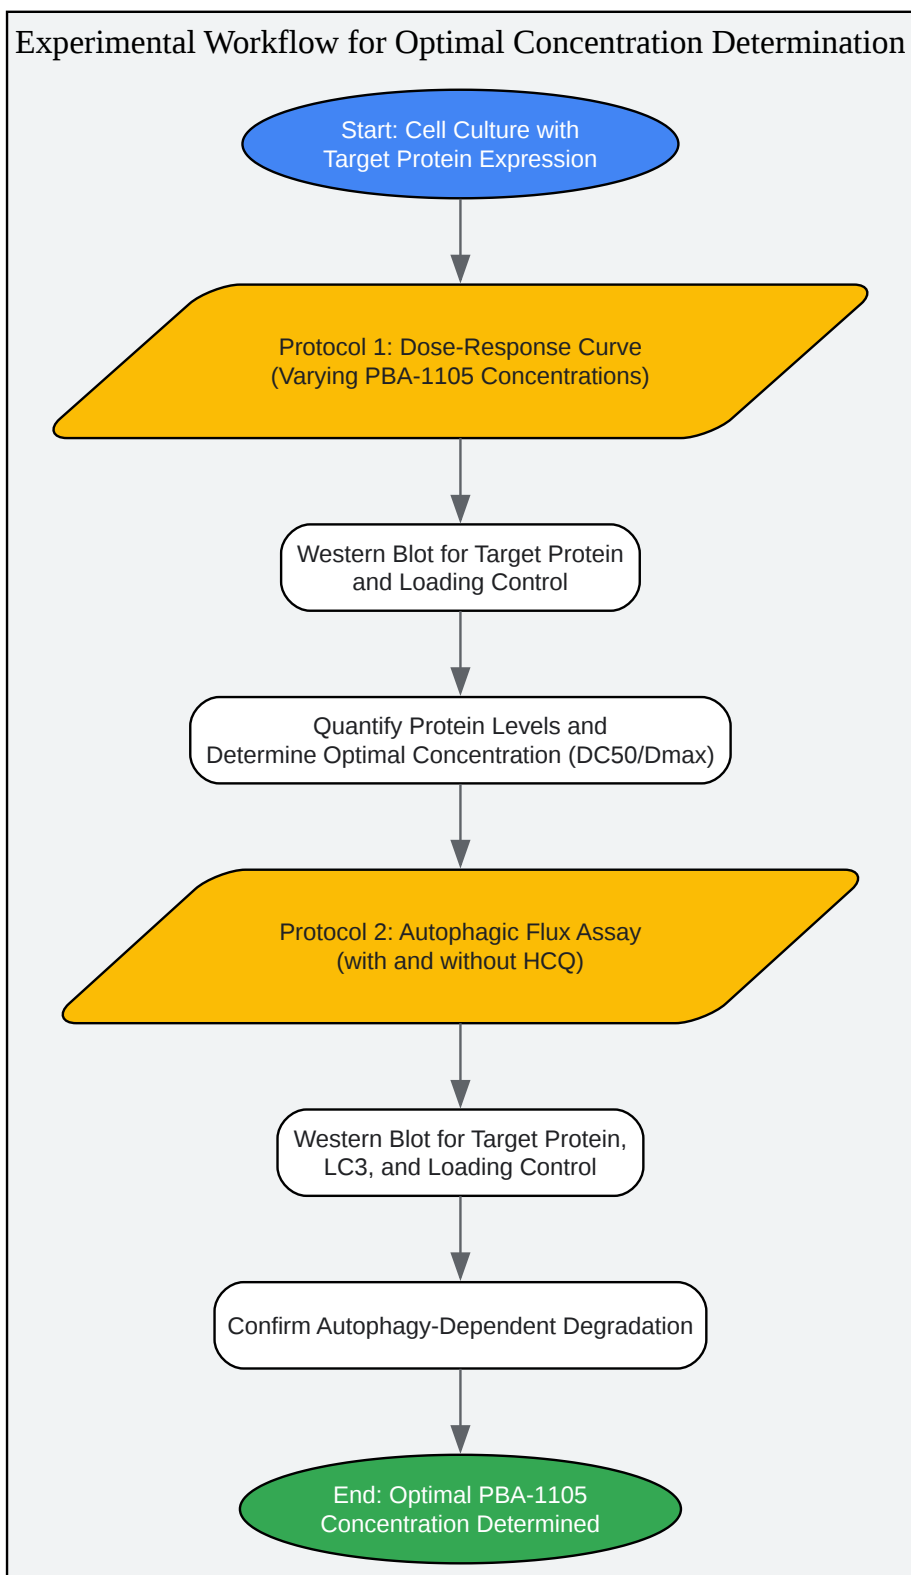 Experimental Workflow for Optimal Concentration Determination
Start: Cell Culture with
Target Protein Expression
Protocol 1: Dose-Response Curve
(Varying PBA-1105 Concentrations)
Western Blot for Target Protein
and Loading Control
Quantify Protein Levels and
Determine Optimal Concentration (DC50/Dmax)
Protocol 2: Autophagic Flux Assay
(with and without HCQ)
Western Blot for Target Protein,
LC3, and Loading Control
Confirm Autophagy-Dependent Degradation
End: Optimal PBA-1105
Concentration Determined